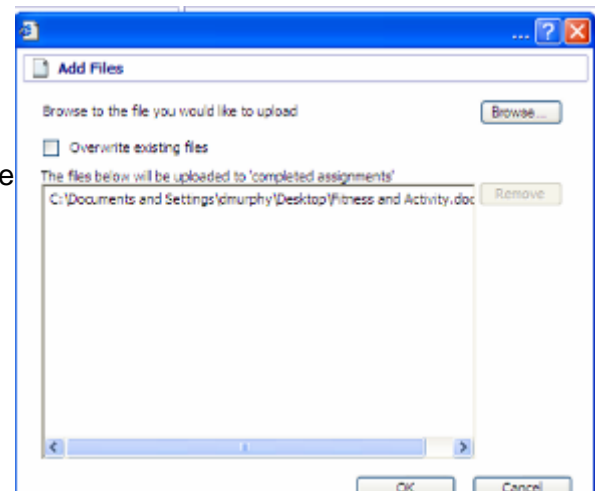 ... ?
Add Files
Browse to the file you would like to upload
Browse...
Overwrite existing files
e
The files below will be uploaded to 'completed assignments'
C:\Documents and Settings\dmurphy\Desktop\Fitness and Activity.doc
Remove
OK
Cancel